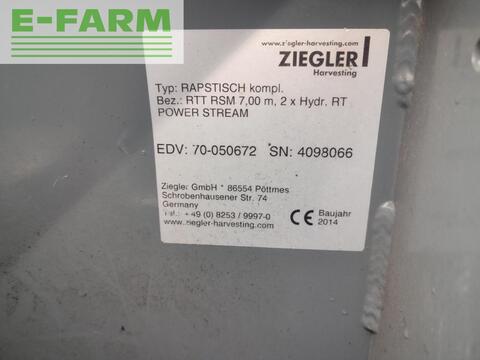 E-FARM
www.ziegler-harvesting.com
ZIEGLER
Harvesting
Typ: RAPSTISCH kompl.
Bez.: RTT RSM 7,00 m, 2 x Hydr. RT
POWER STREAM
EDV: 70-050672 SN: 4098066
Ziegler GmbH * 86554 Pöttmes
Schrobenhausener Str. 74
Germany
Tel.: +49 (0) 8253 / 9997-0
www.ziegler-harvesting.com
CE Baujahr
2014